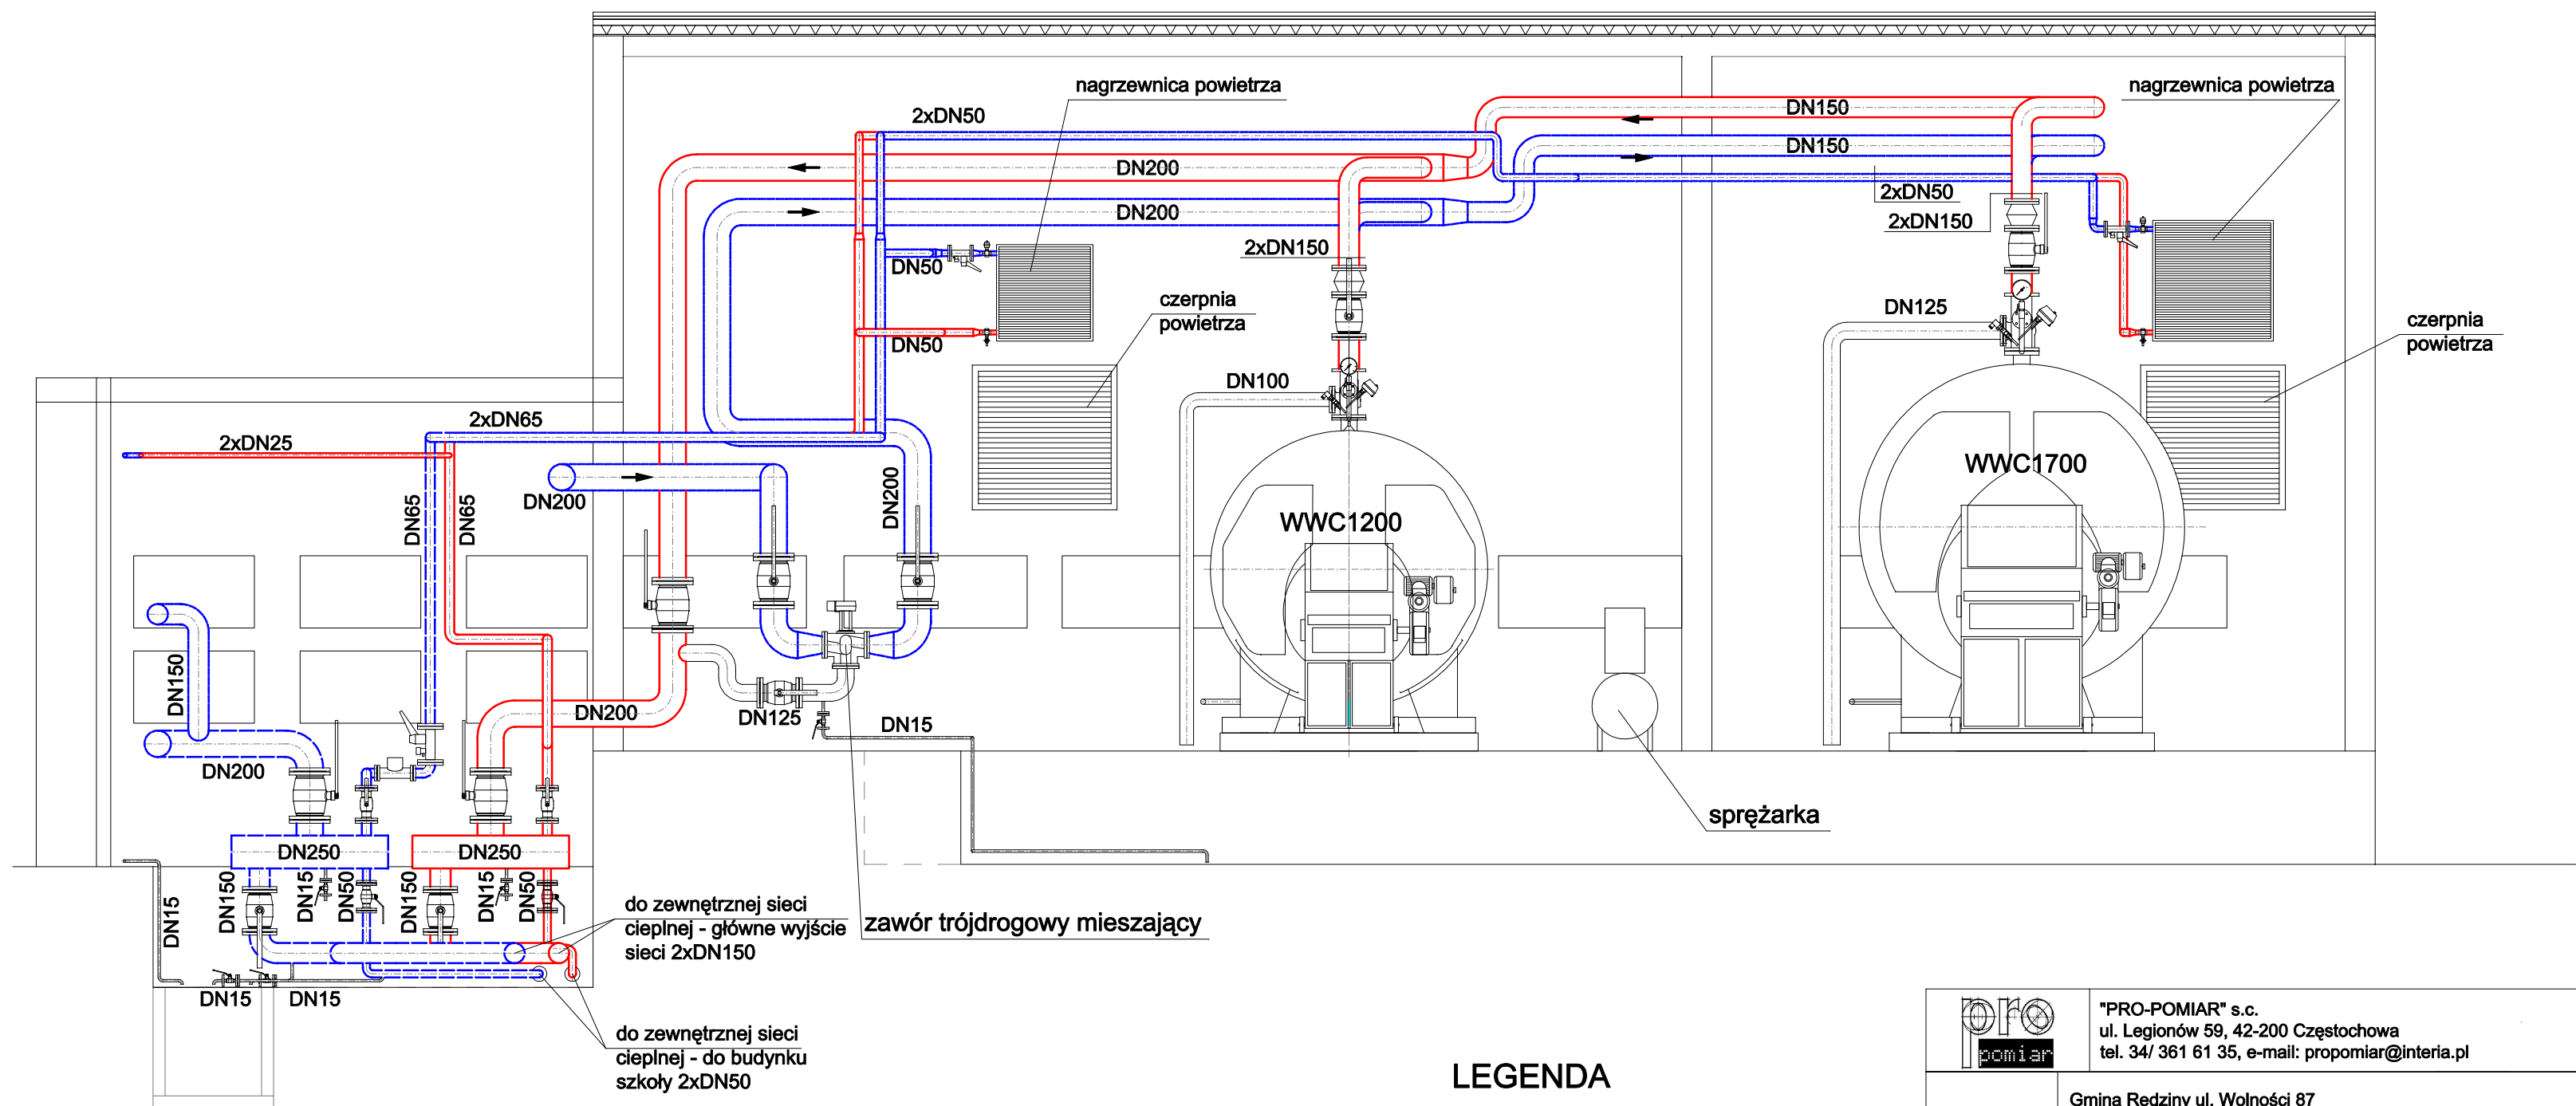 nagrzewnica powietrza
nagrzewnica powietrza
2xDN50
DN150
DN150
DN200
2xDN50
DN200
2xDN150
2xDN150
DN50
czerpnia
powietrza
DN125
DN50
czerpnia
powietrza
DN100
2xDN65
2xDN25
WWC1700
DN200
DN65
DN65
DN200
WWC1200
DN150
DN200
DN125
DN15
DN200
sprężarka
DN250
DN250
DN150
DN15
DN50
DN150
DN15
DN50
DN15
do zewnętrznej sieci
cieplnej - główne wyjście
sieci 2xDN150
zawór trójdrogowy mieszający
DN15
DN15
do zewnętrznej sieci
cieplnej - do budynku
szkoły 2xDN50
LEGENDA
pro
pomiar
"PRO-POMIAR" s.c.
ul. Legionów 59, 42-200 Częstochowa
tel. 34/ 361 61 35, e-mail: propomiar@interia.pl
Gmina Rędziny ul. Wolności 87